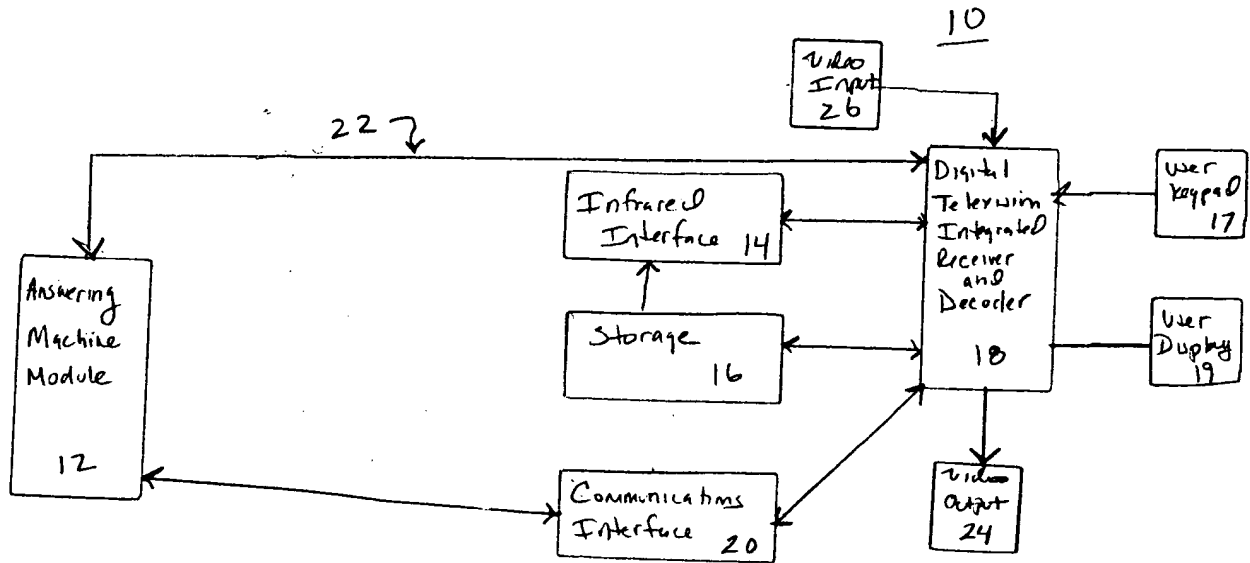 10
Video
Input
26
22
Digital
Television
Integrated
Receiver
and
Decoder
18
User
Keypad
17
Infrared
Interface 14
Answering
Machine
Module
12
Storage
16
User
Display
19
Communications
Interface 20
Video
Output
24